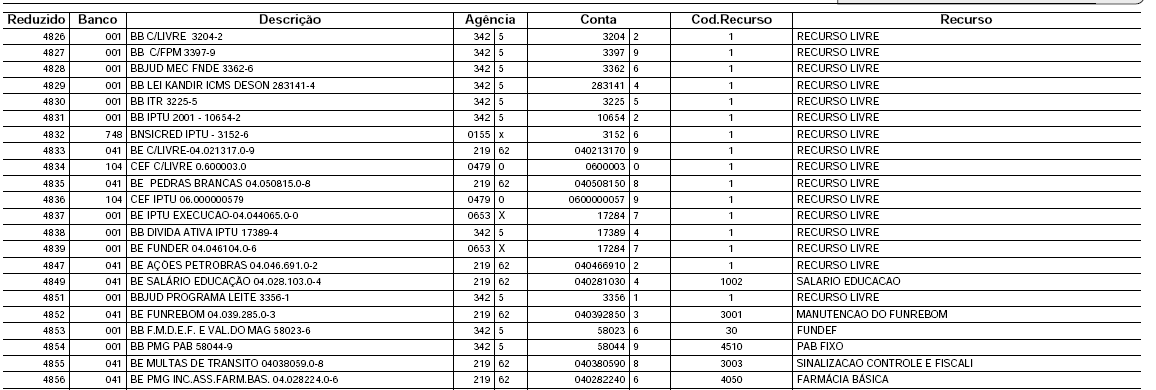 Reduzido Banco Descrição Agência Conta Cod.Recurso Recurso
4826 001 BB C/LIVRE 3204-2 342 5 3204 2 1 RECURSO LIVRE
4827 001 BB C/FPM 3397-9 342 5 3397 9 1 RECURSO LIVRE
4828 001 BBJUD MEC FNDE 3362-6 342 5 3362 6 1 RECURSO LIVRE
4829 001 BB LEI KANDIR ICMS DESON 283141-4 342 5 283141 4 1 RECURSO LIVRE
4830 001 BB ITR 3225-5 342 5 3225 5 1 RECURSO LIVRE
4831 001 BB IPTU 2001 - 10654-2 342 5 10654 2 1 RECURSO LIVRE
4832 748 BNSICRED IPTU - 3152-6 0155 x 3152 6 1 RECURSO LIVRE
4833 041 BE C/LIVRE-04.021317.0-9 219 62 040213170 9 1 RECURSO LIVRE
4834 104 CEF C/LIVRE 0.600003.0 0479 0 0600003 0 1 RECURSO LIVRE
4835 041 BE PEDRAS BRANCAS 04.050815.0-8 219 62 040508150 8 1 RECURSO LIVRE
4836 104 CEF IPTU 06.000000579 0479 0 0600000057 9 1 RECURSO LIVRE
4837 001 BE IPTU EXECUCAO-04.044065.0-0 0653 X 17284 7 1 RECURSO LIVRE
4838 001 BB DIVIDA ATIVA IPTU 17389-4 342 5 17389 4 1 RECURSO LIVRE
4839 001 BE FUNDER 04.046104.0-6 0653 X 17284 7 1 RECURSO LIVRE
4847 041 BE AÇÕES PETROBRAS 04.046.691.0-2 219 62 040466910 2 1 RECURSO LIVRE
4849 041 BE SALÁRIO EDUCAÇÃO 04.028.103.0-4 219 62 040281030 4 1002 SALARIO EDUCACAO
4851 001 BBJUD PROGRAMA LEITE 3356-1 342 5 3356 1 1 RECURSO LIVRE
4852 041 BE FUNREBOM 04.039.285.0-3 219 62 040392850 3 3001 MANUTENCAO DO FUNREBOM
4853 001 BB F.M.D.E.F. E VAL.DO MAG 58023-6 342 5 58023 6 30 FUNDEF
4854 001 BB PMG PAB 58044-9 342 5 58044 9 4510 PAB FIXO
4855 041 BE MULTAS DE TRANSITO 04038059.0-8 219 62 040380590 8 3003 SINALIZACAO CONTROLE E FISCALI
4856 041 BE PMG INC.ASS.FARM.BAS. 04.028224.0-6 219 62 040282240 6 4050 FARMÁCIA BÁSICA